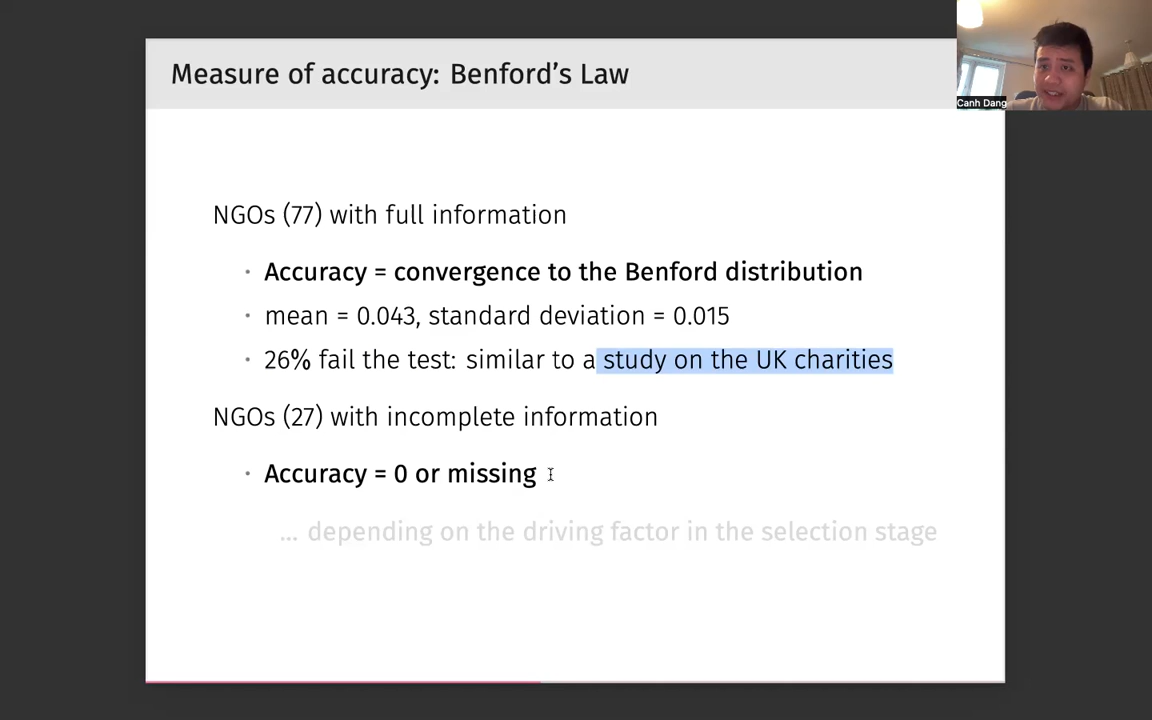 Measure of accuracy: Benford's Law
Canh Dang
NGOs (77) with full information
• Accuracy = convergence to the Benford distribution
• mean = 0.043, standard deviation = 0.015
• 26% fail the test: similar to a study on the UK charities
NGOs (27) with incomplete information
• Accuracy = 0 or missing
... depending on the driving factor in the selection stage